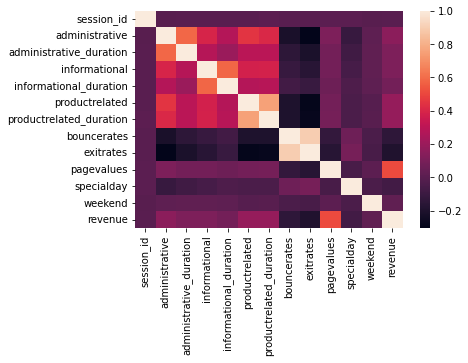 session_id
administrative
administrative_duration
informational
informational_duration
productrelated
productrelated_duration
bouncerates
exitrates
pagevalues
specialday
weekend
revenue
session_id
administrative
administrative_duration
informational
informational_duration
productrelated
productrelated_duration
bouncerates
exitrates
pagevalues
specialday
weekend
revenue
1.0
0.8
0.6
0.4
0.2
0.0
−0.2